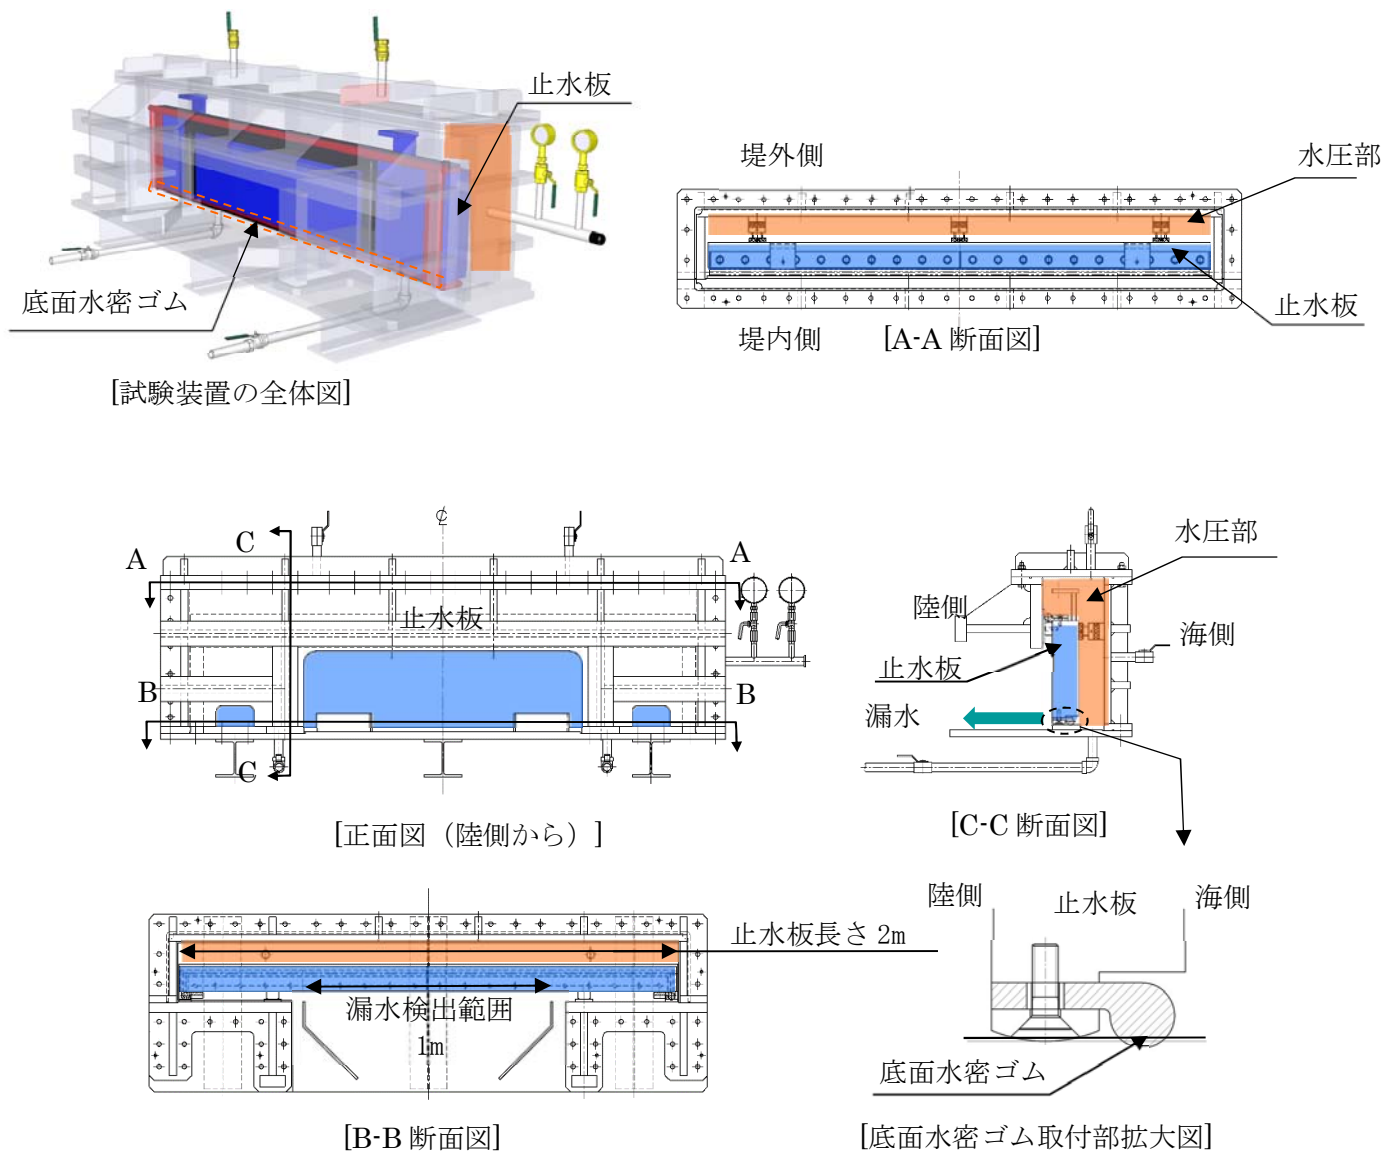 止水板
底面水密ゴム
[試験装置の全体図]
堤外側
水圧部
止水板
堤内側
[A-A 断面図]
C
℄
A
A
止水板
B
B
C
[正面図（陸側から）]
水圧部
陸側
海側
止水板
漏水
[C-C 断面図]
止水板長さ 2m
漏水検出範囲
1m
[B-B 断面図]
陸側
止水板
海側
底面水密ゴム
[底面水密ゴム取付部拡大図]